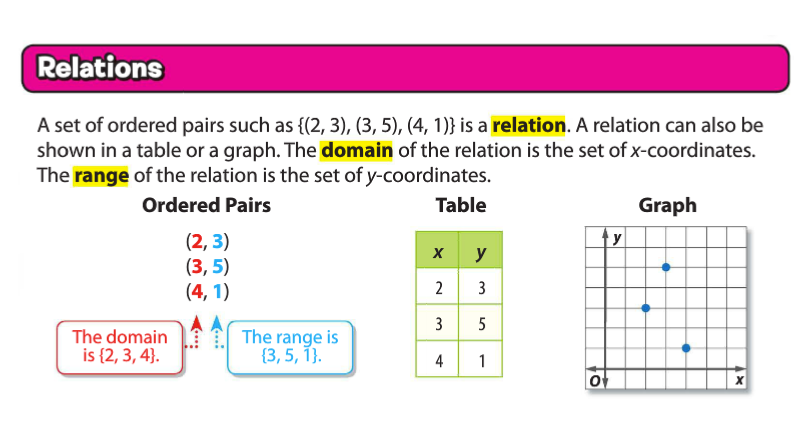 Relations
A set of ordered pairs such as {(2, 3), (3, 5), (4, 1)} is a relation. A relation can also be
shown in a table or a graph. The domain of the relation is the set of x-coordinates.
The range of the relation is the set of y-coordinates.
Ordered Pairs
(2, 3)
(3, 5)
(4, 1)
The domain
is {2, 3, 4}.
The range is
{3, 5, 1}.
Table
x y
2 3
3 5
4 1
Graph
y
O x